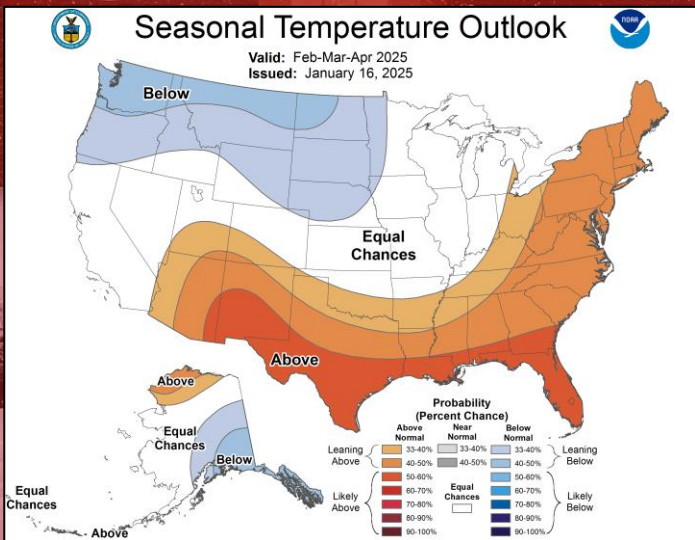 Seasonal Temperature Outlook
NOAA
Valid: Feb-Mar-Apr 2025
Issued: January 16, 2025
Below
Equal
Chances
Above
Above
Equal
Chances
Below
Equal
Chances
Above
Probability
(Percent Chance)
Above Near Below
Normal Normal Normal
Leaning Above
33-40% 33-40% 33-40%
40-50% 40-50% 40-50%
Leaning Below
Likely Above
50-60% 50-60%
60-70% 60-70%
70-80% 70-80%
80-90% 80-90%
90-100% 90-100%
Equal
Chances
Likely Below